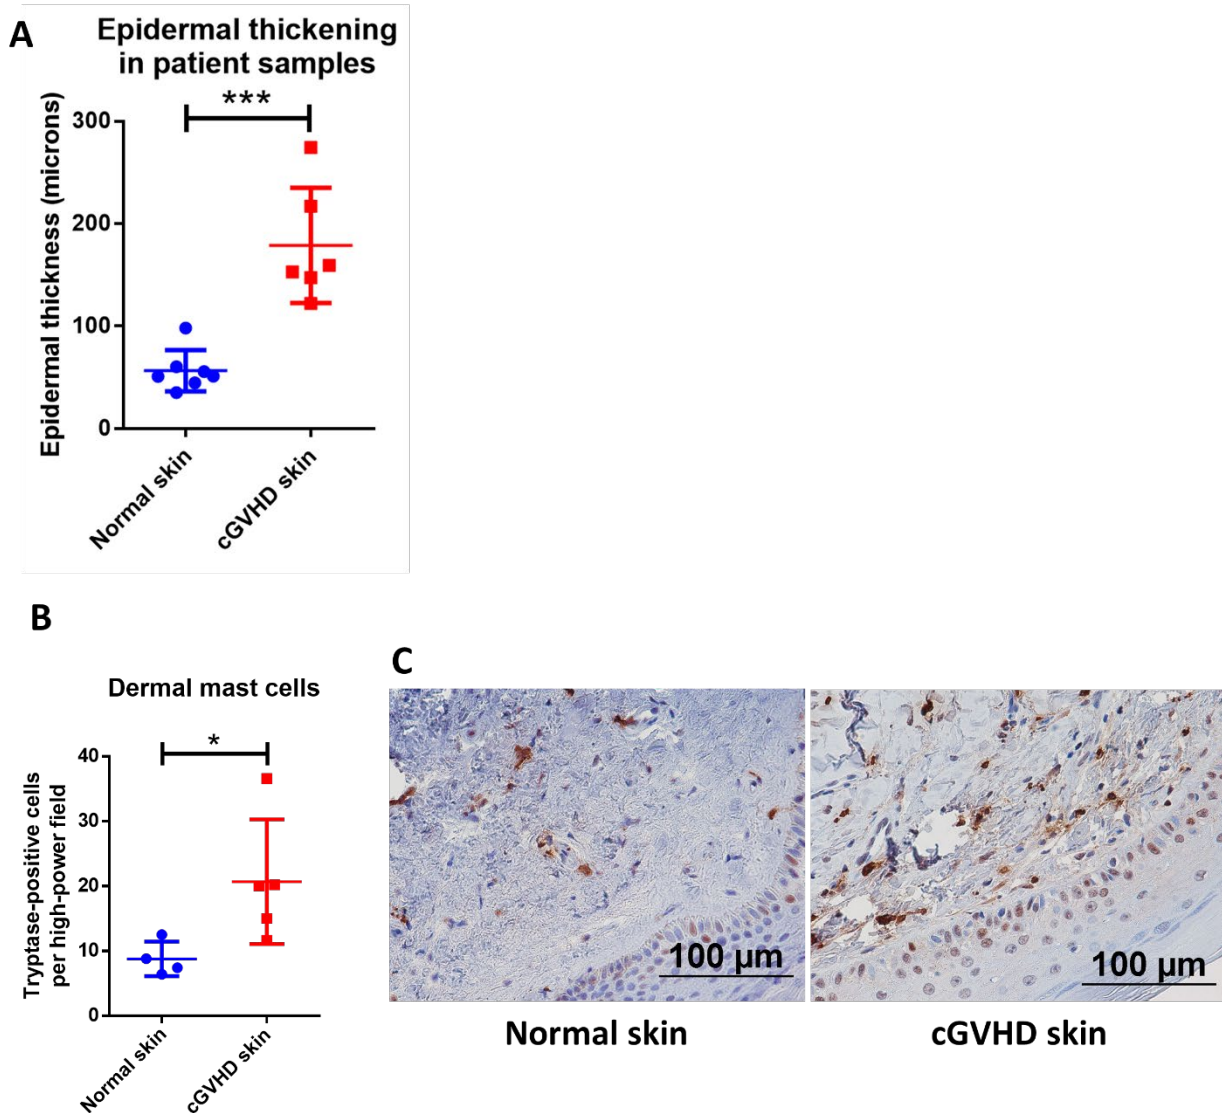 A
Epidermal thickening
in patient samples
***
Epidermal thickness (microns)
300
200
100
0
Normal skin
cGVHD skin
B
Dermal mast cells
*
Tryptase-positive cells
per high-power field
40
30
20
10
0
Normal skin
cGVHD skin
C
100 µm
100 µm
Normal skin
cGVHD skin